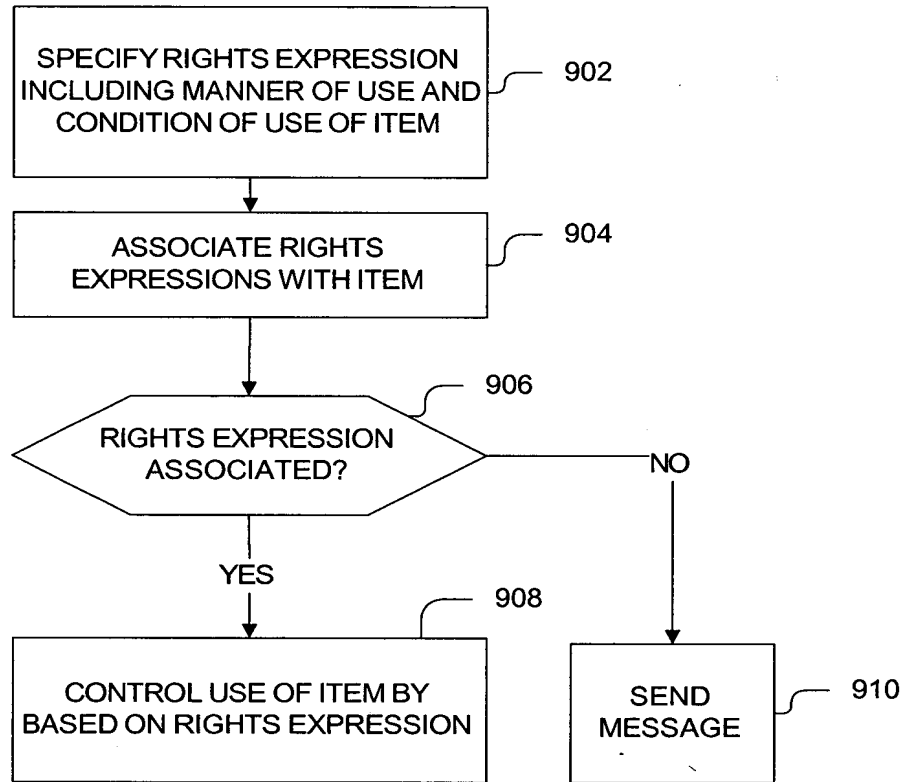 SPECIFY RIGHTS EXPRESSION
INCLUDING MANNER OF USE AND
CONDITION OF USE OF ITEM
902
ASSOCIATE RIGHTS
EXPRESSIONS WITH ITEM
904
906
RIGHTS EXPRESSION
ASSOCIATED?
NO
YES
908
CONTROL USE OF ITEM BY
BASED ON RIGHTS EXPRESSION
SEND
MESSAGE
910